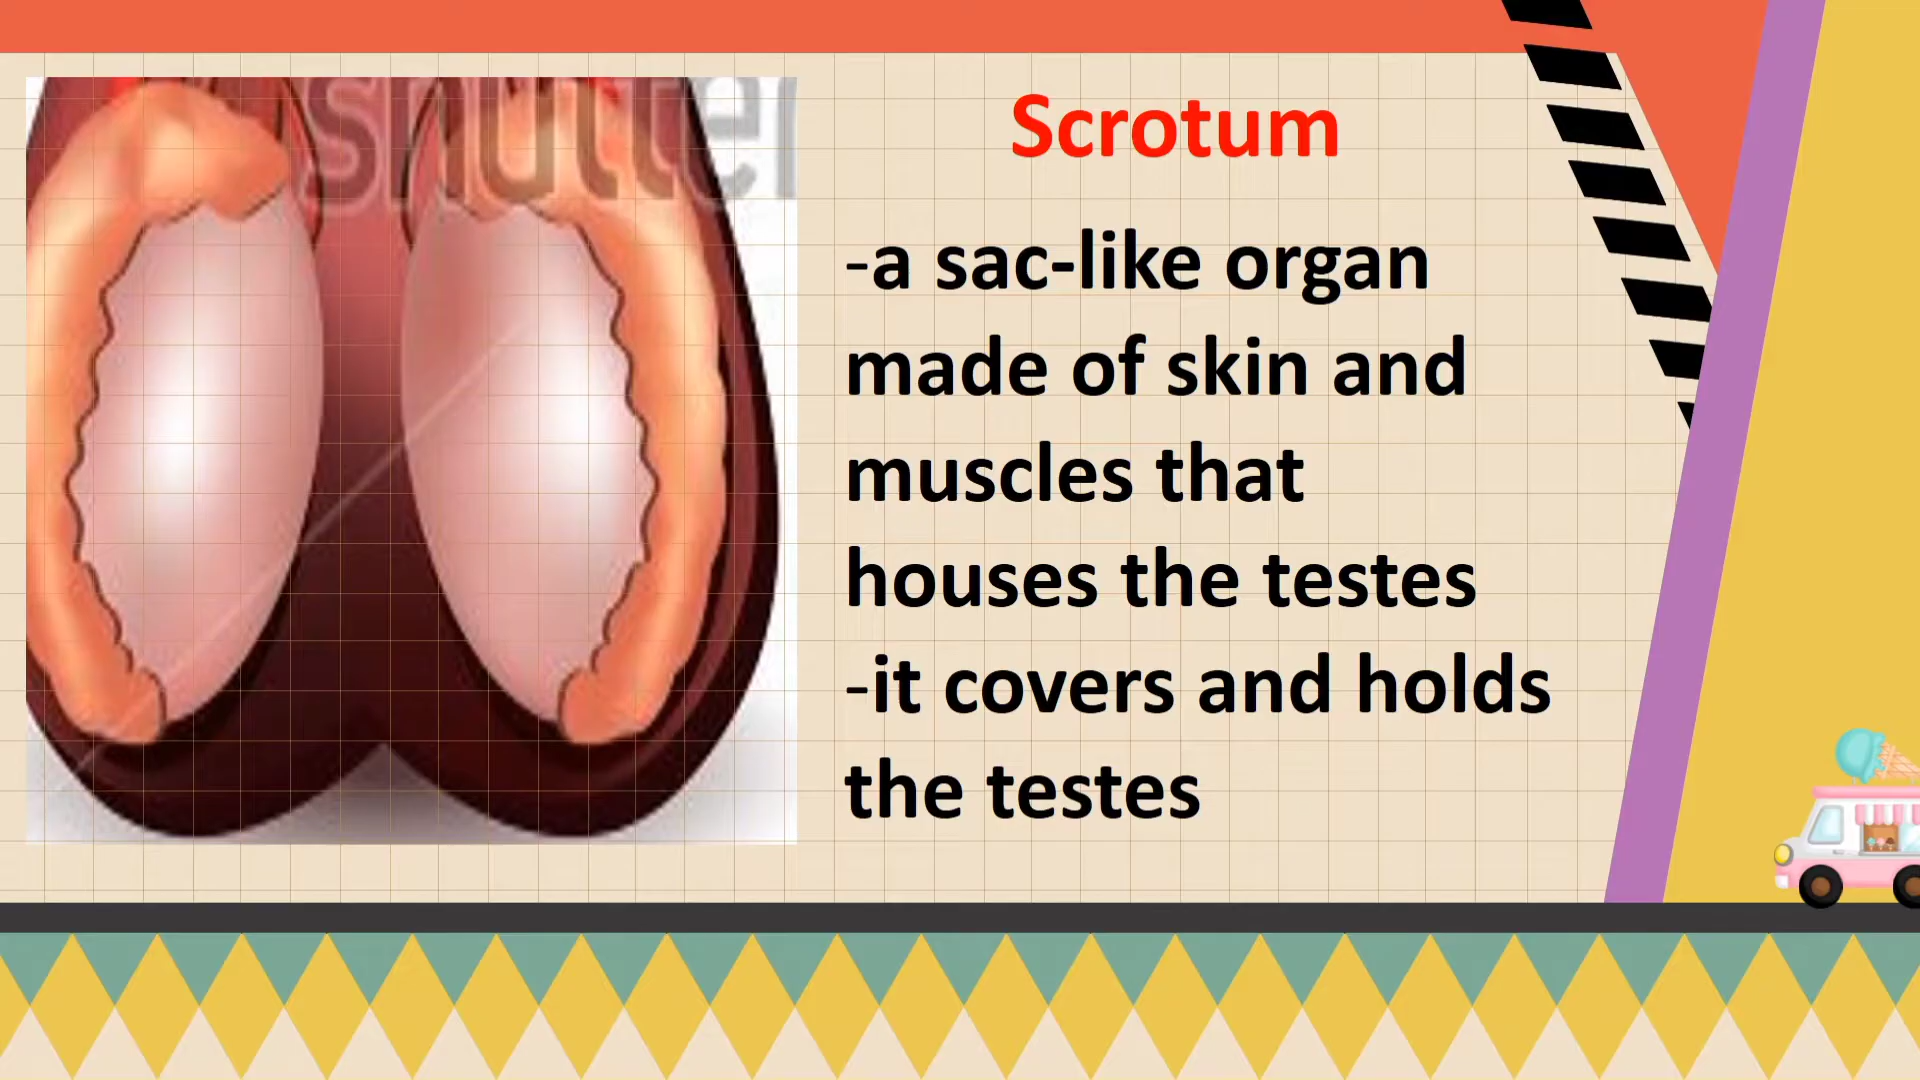 shutter
Scrotum
-a sac-like organ
made of skin and
muscles that
houses the testes
-it covers and holds
the testes